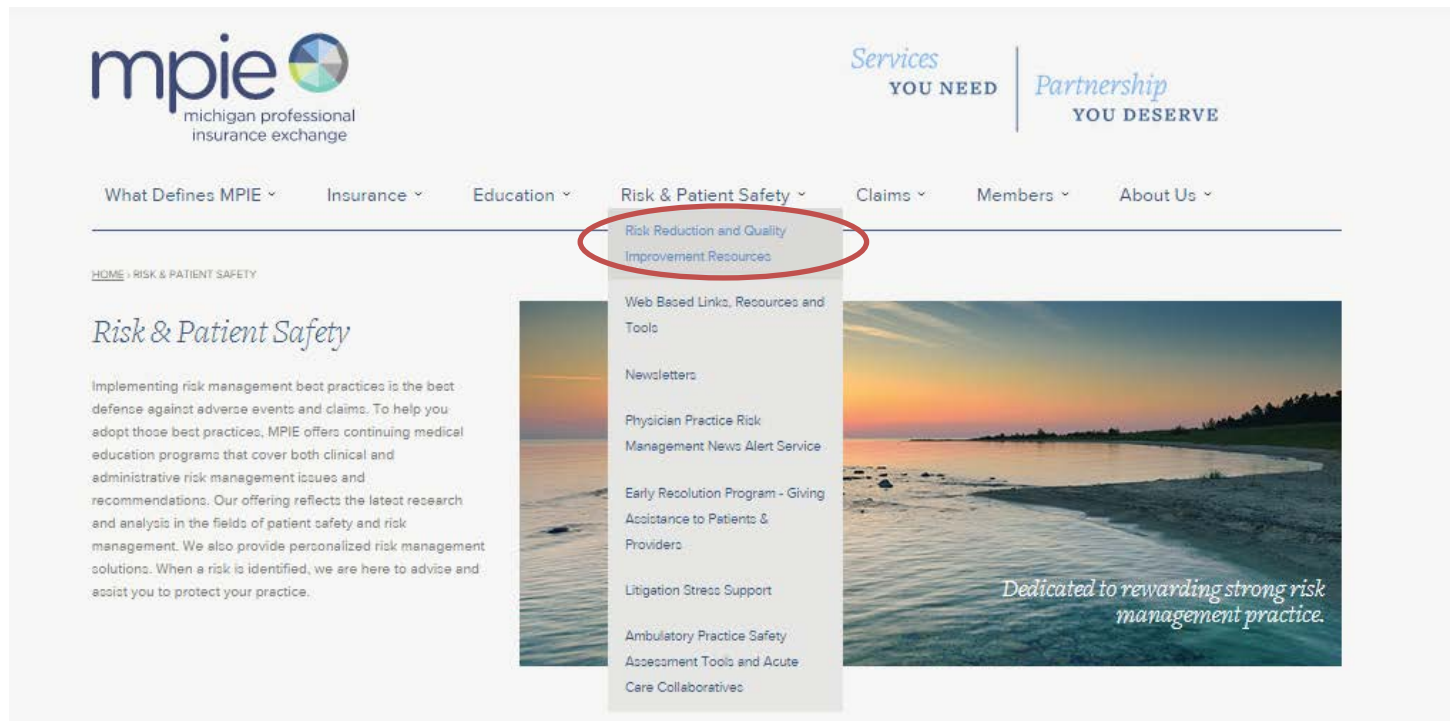 mpie
michigan professional
insurance exchange
Services
YOU NEED
Partnership
YOU DESERVE
What Defines MPIE
Insurance
Education
Risk & Patient Safety
Claims
Members
About Us
Risk Reduction and Quality
Improvement Resources
Web Based Links, Resources and
Tools
Newsletters
Physician Practice Risk
Management News Alert Service
Early Resolution Program - Giving
Assistance to Patients &
Providers
Litigation Stress Support
Ambulatory Practice Safety
Assessment Tools and Acute
Care Collaboratives
HOME › RISK & PATIENT SAFETY
Risk & Patient Safety
Implementing risk management best practices is the best
defense against adverse events and claims. To help you
adopt those best practices, MPIE offers continuing medical
education programs that cover both clinical and
administrative risk management issues and
recommendations. Our offering reflects the latest research
and analysis in the fields of patient safety and risk
management. We also provide personalized risk management
solutions. When a risk is identified, we are here to advise and
assist you to protect your practice.
Dedicated to rewarding strong risk
management practice.